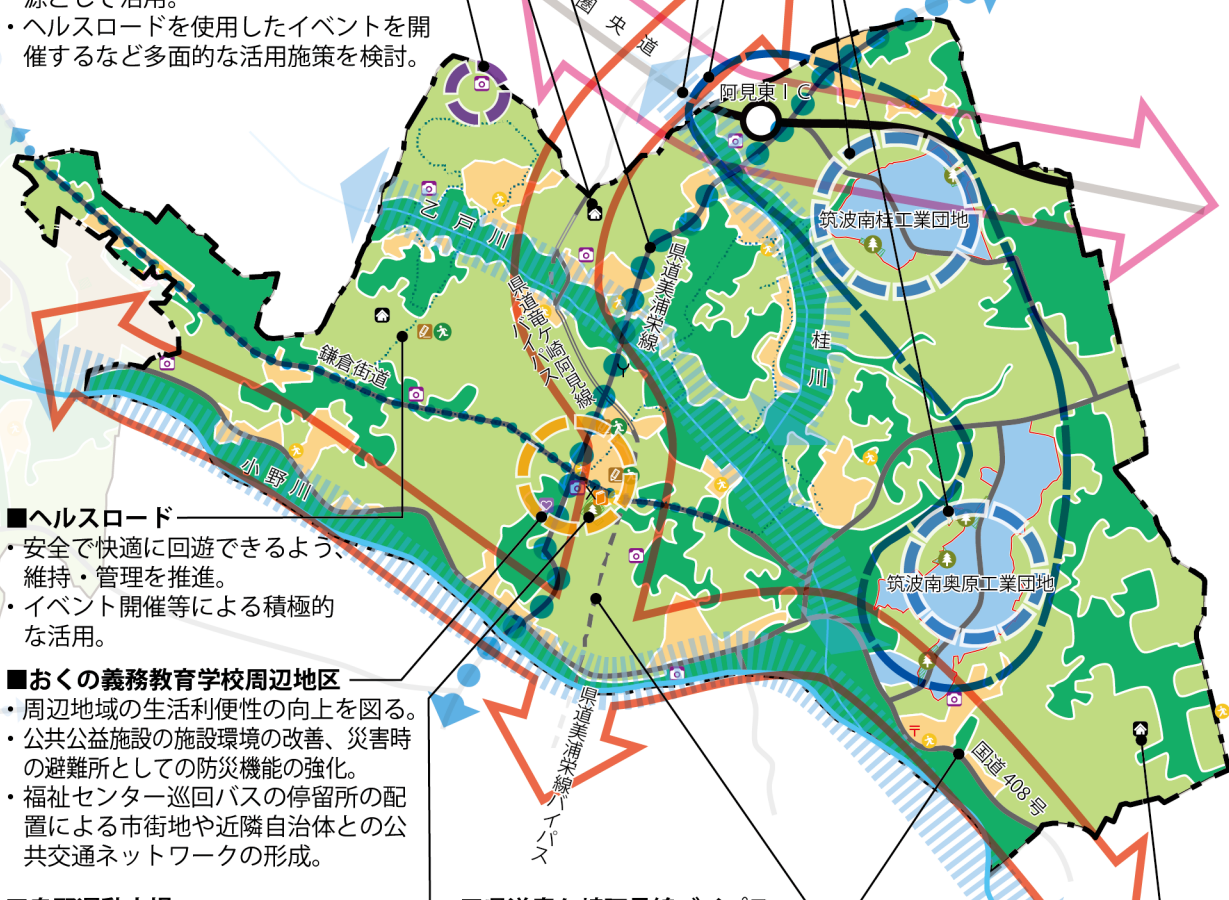 源として活用。
・ヘルスロードを使用したイベントを開
催するなど多面的な活用施策を検討。
圏央道
阿見東ＩＣ
乙戸川
筑波南桂工業団地
県道美浦栄線
県道竜ケ崎阿見線
バイパス
桂川
鎌倉街道
小野川
■ヘルスロード
・安全で快適に回遊できるよう、
維持・管理を推進。
・イベント開催等による積極的
な活用。
筑波南奥原工業団地
■おくの義務教育学校周辺地区
・周辺地域の生活利便性の向上を図る。
・公共公益施設の施設環境の改善、災害時
の避難所としての防災機能の強化。
・福祉センター巡回バスの停留所の配
置による市街地や近隣自治体との公
共交通ネットワークの形成。
県道美浦栄線バイパス
国道408号